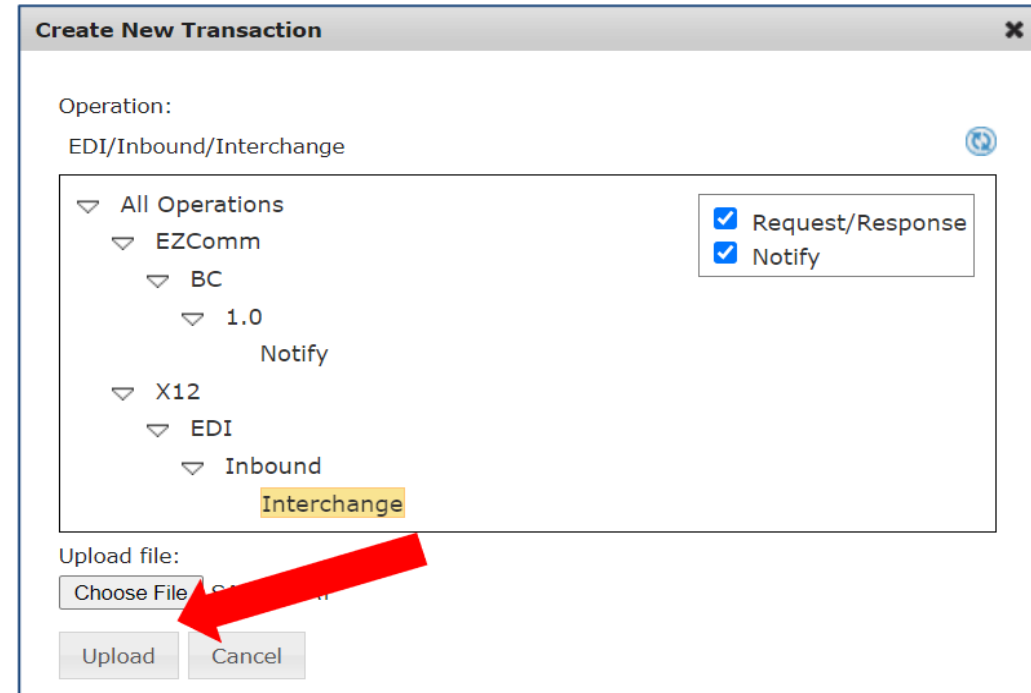 Create New Transaction
Operation:
EDI/Inbound/Interchange
All Operations
Request/Response
EZComm
Notify
BC
1.0
Notify
X12
EDI
Inbound
Interchange
Upload file:
Choose File
Upload Cancel